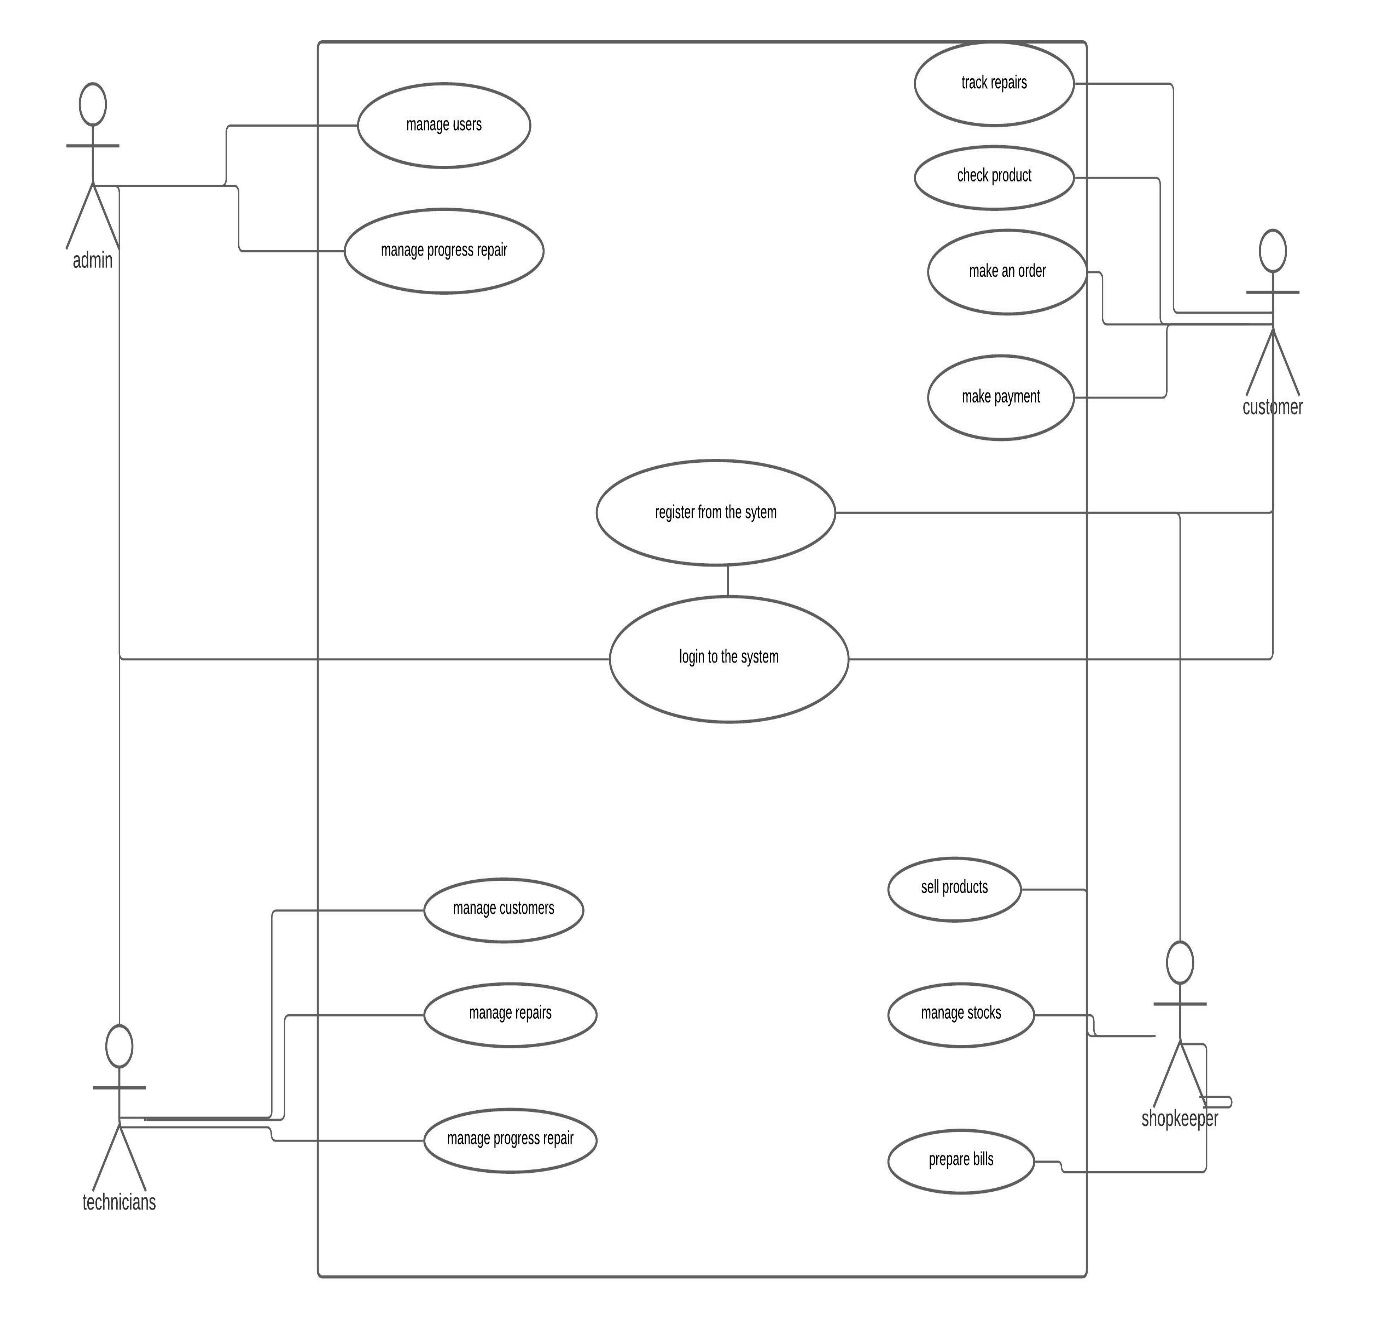 track repairs
manage users
check product
manage progress repair
admin
make an order
make payment
customer
register from the sytem
login to the system
sell products
manage customers
manage stocks
manage repairs
shopkeeper
manage progress repair
prepare bills
technicians